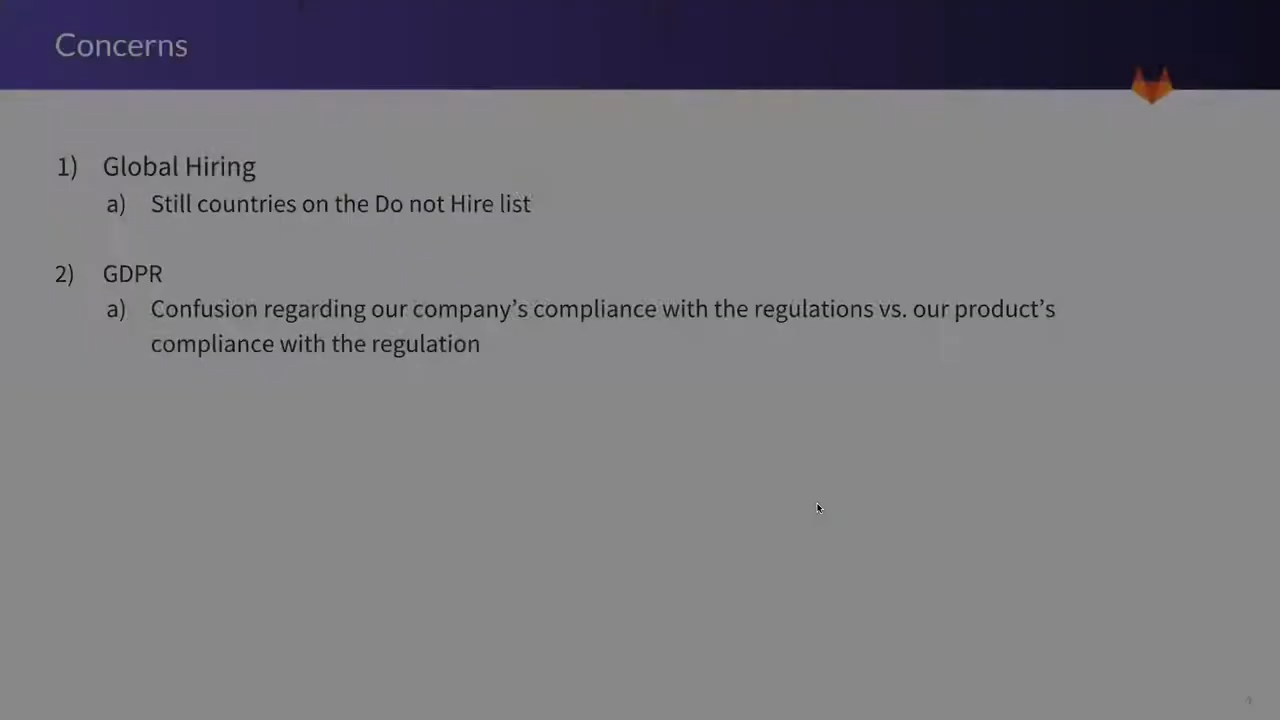 Concerns
1) Global Hiring
a) Still countries on the Do not Hire list
2) GDPR
a) Confusion regarding our company’s compliance with the regulations vs. our product’s
compliance with the regulation